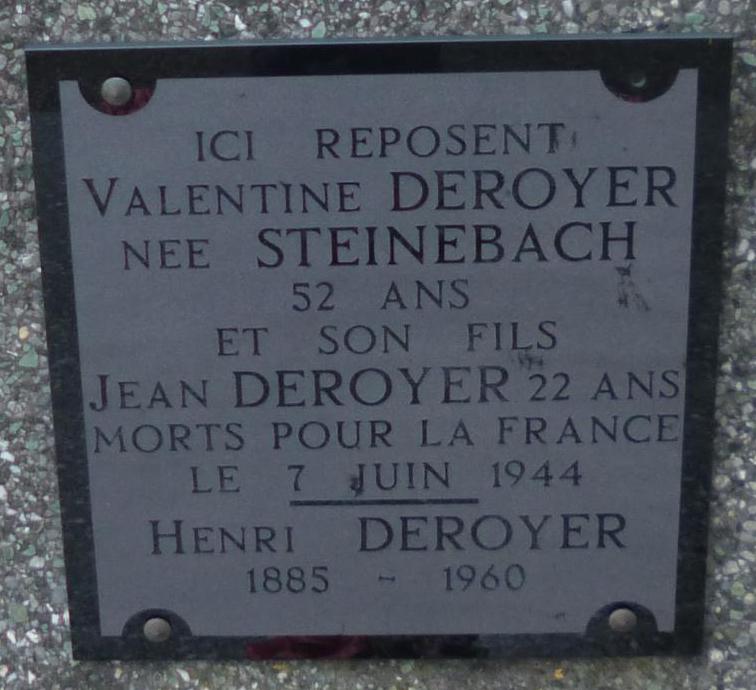 ICI REPOSENT
VALENTINE DEROYER
NEE STEINEBACH
52 ANS
ET SON FILS
JEAN DEROYER 22 ANS
MORTS POUR LA FRANCE
LE 7 JUIN 1944
HENRI DEROYER
1885 - 1960